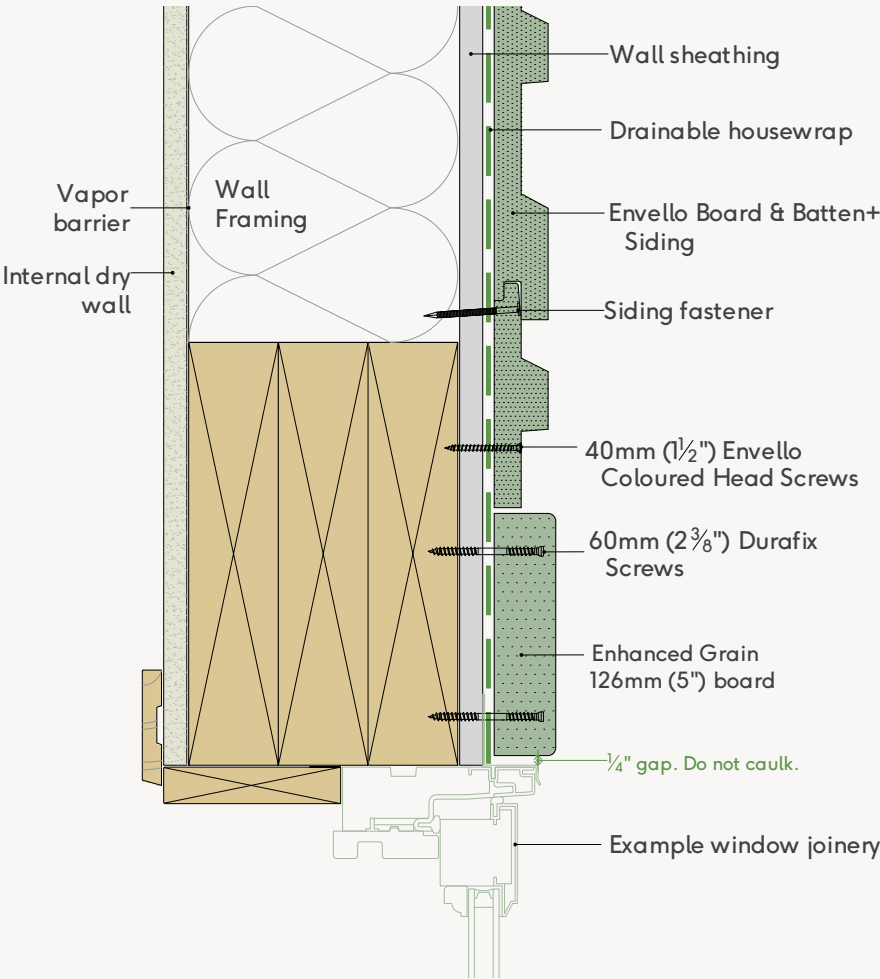 Wall sheathing
Drainable housewrap
Vapor
barrier
Wall
Framing
Envello Board & Batten+
Siding
Internal dry
wall
Siding fastener
40mm (1½") Envello
Coloured Head Screws
60mm (2⅜") Durafix
Screws
Enhanced Grain
126mm (5") board
¼" gap. Do not caulk.
Example window joinery